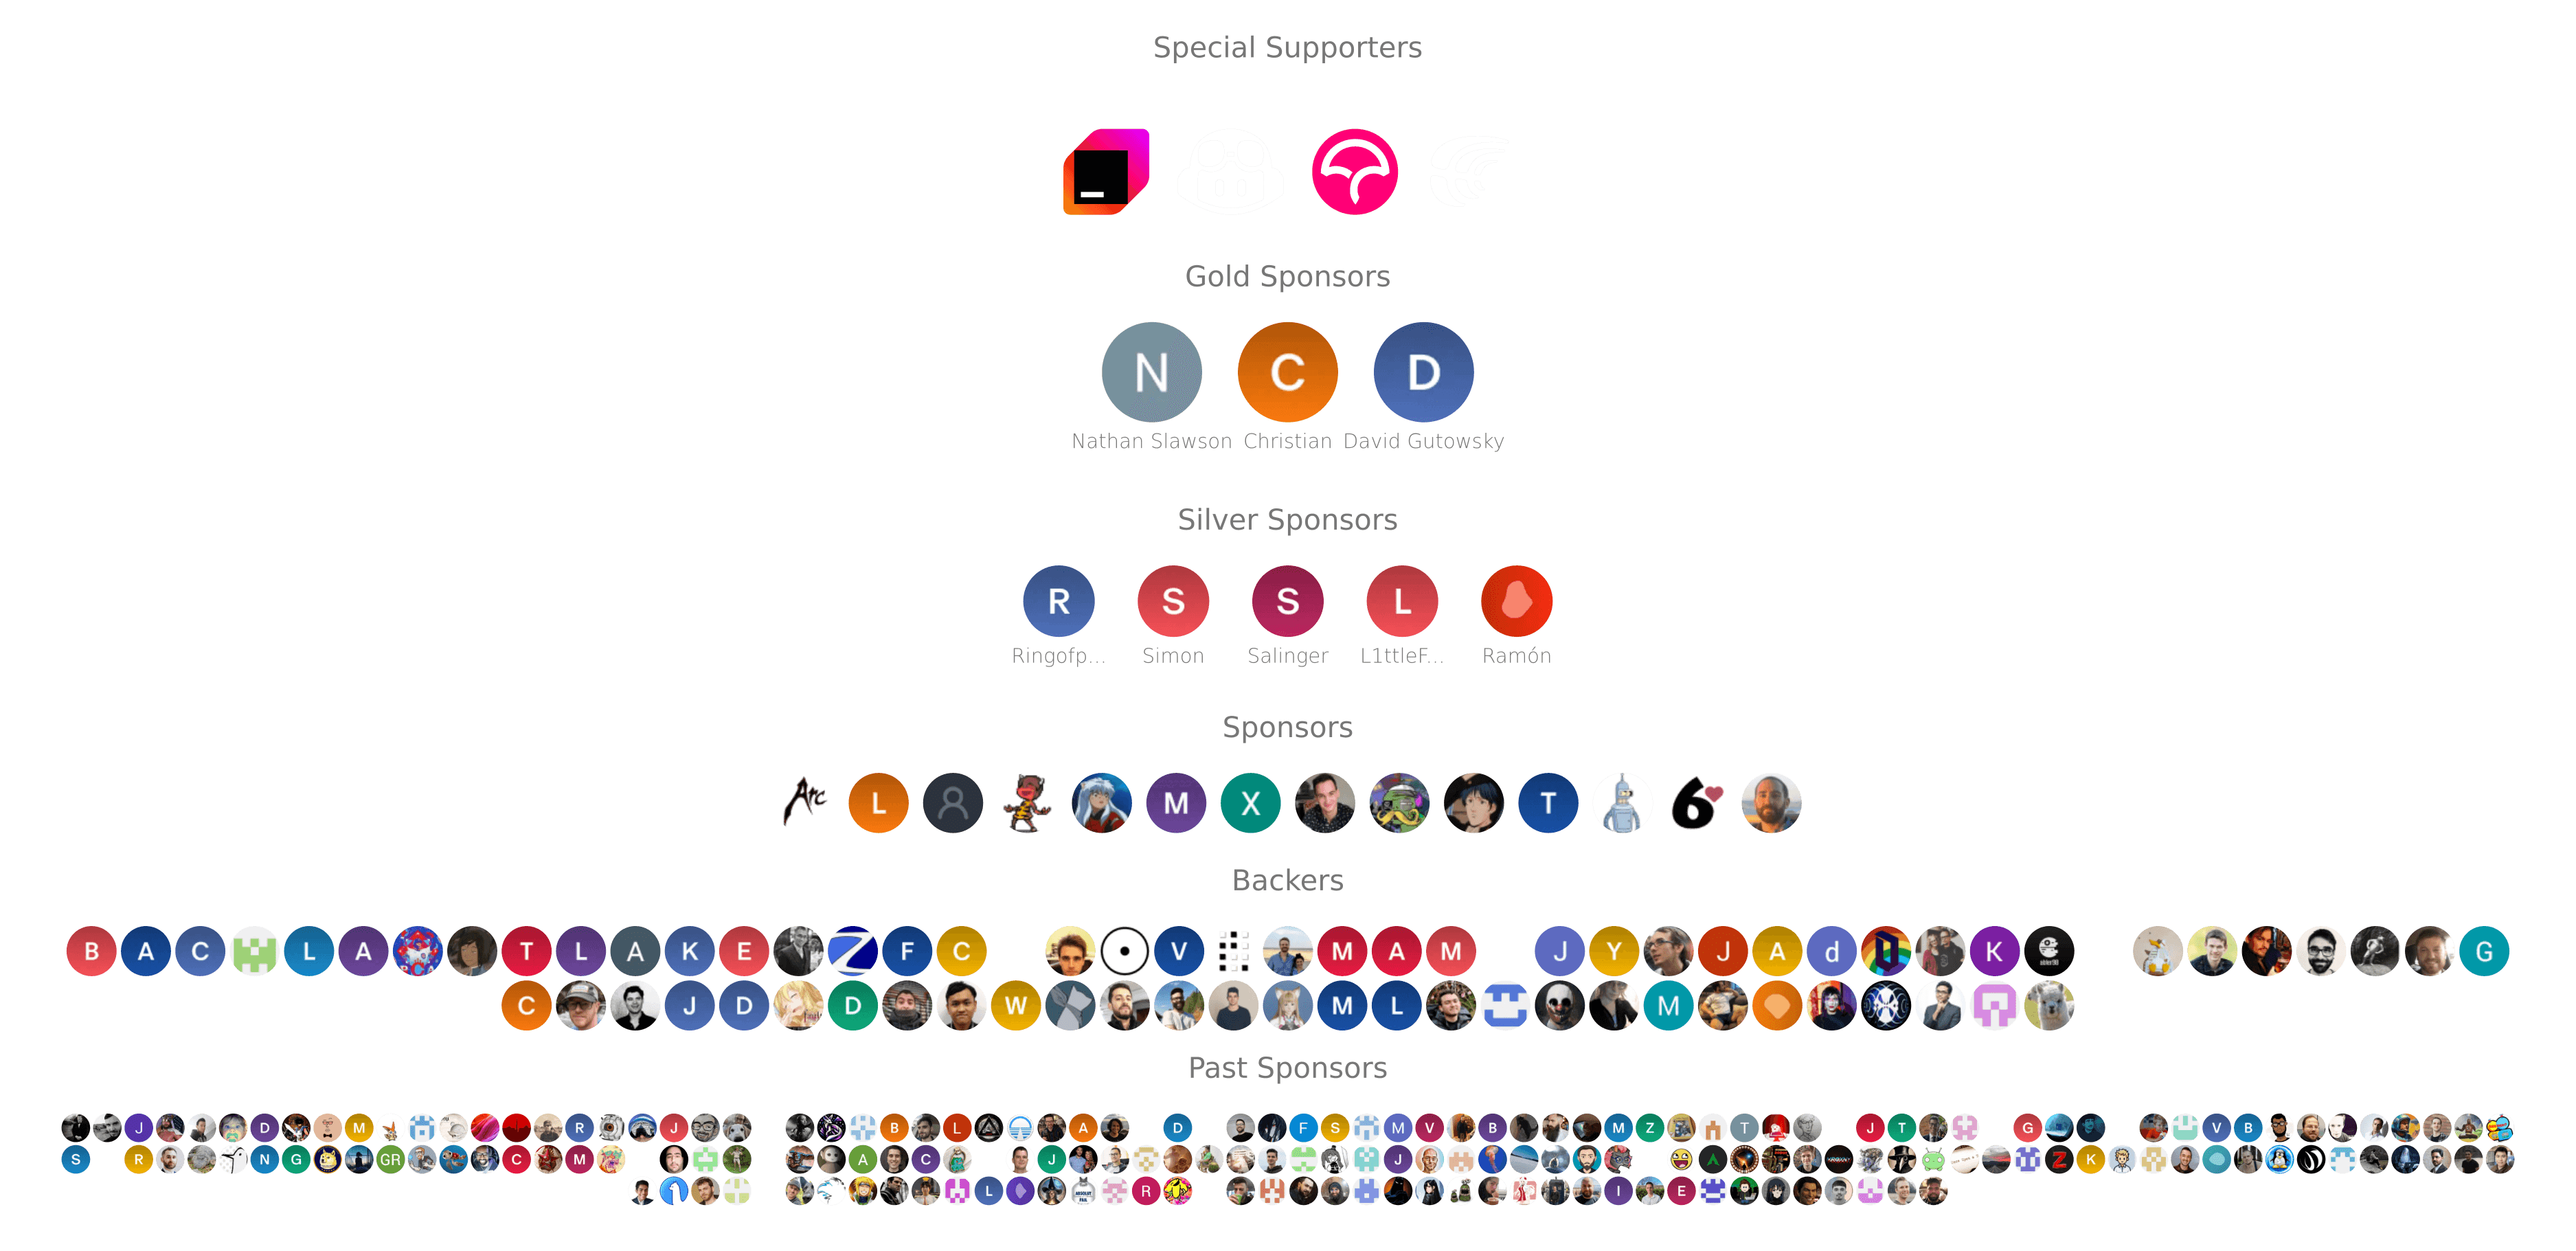 Special Supporters
Gold Sponsors
N C D
Nathan Slawson Christian David Gutowsky
Silver Sponsors
R S S L
Ringofp... Simon Salinger L1ttleF... Ramón
Sponsors
Arc L M X T 6
Backers
B A C L A T L A K E F C V M A M J Y J A d K G
C J D D W M L M
Past Sponsors
J D M R J B L A D F S M V B M Z T J T G V B
S R N G GR C M A C J J K
L R I E